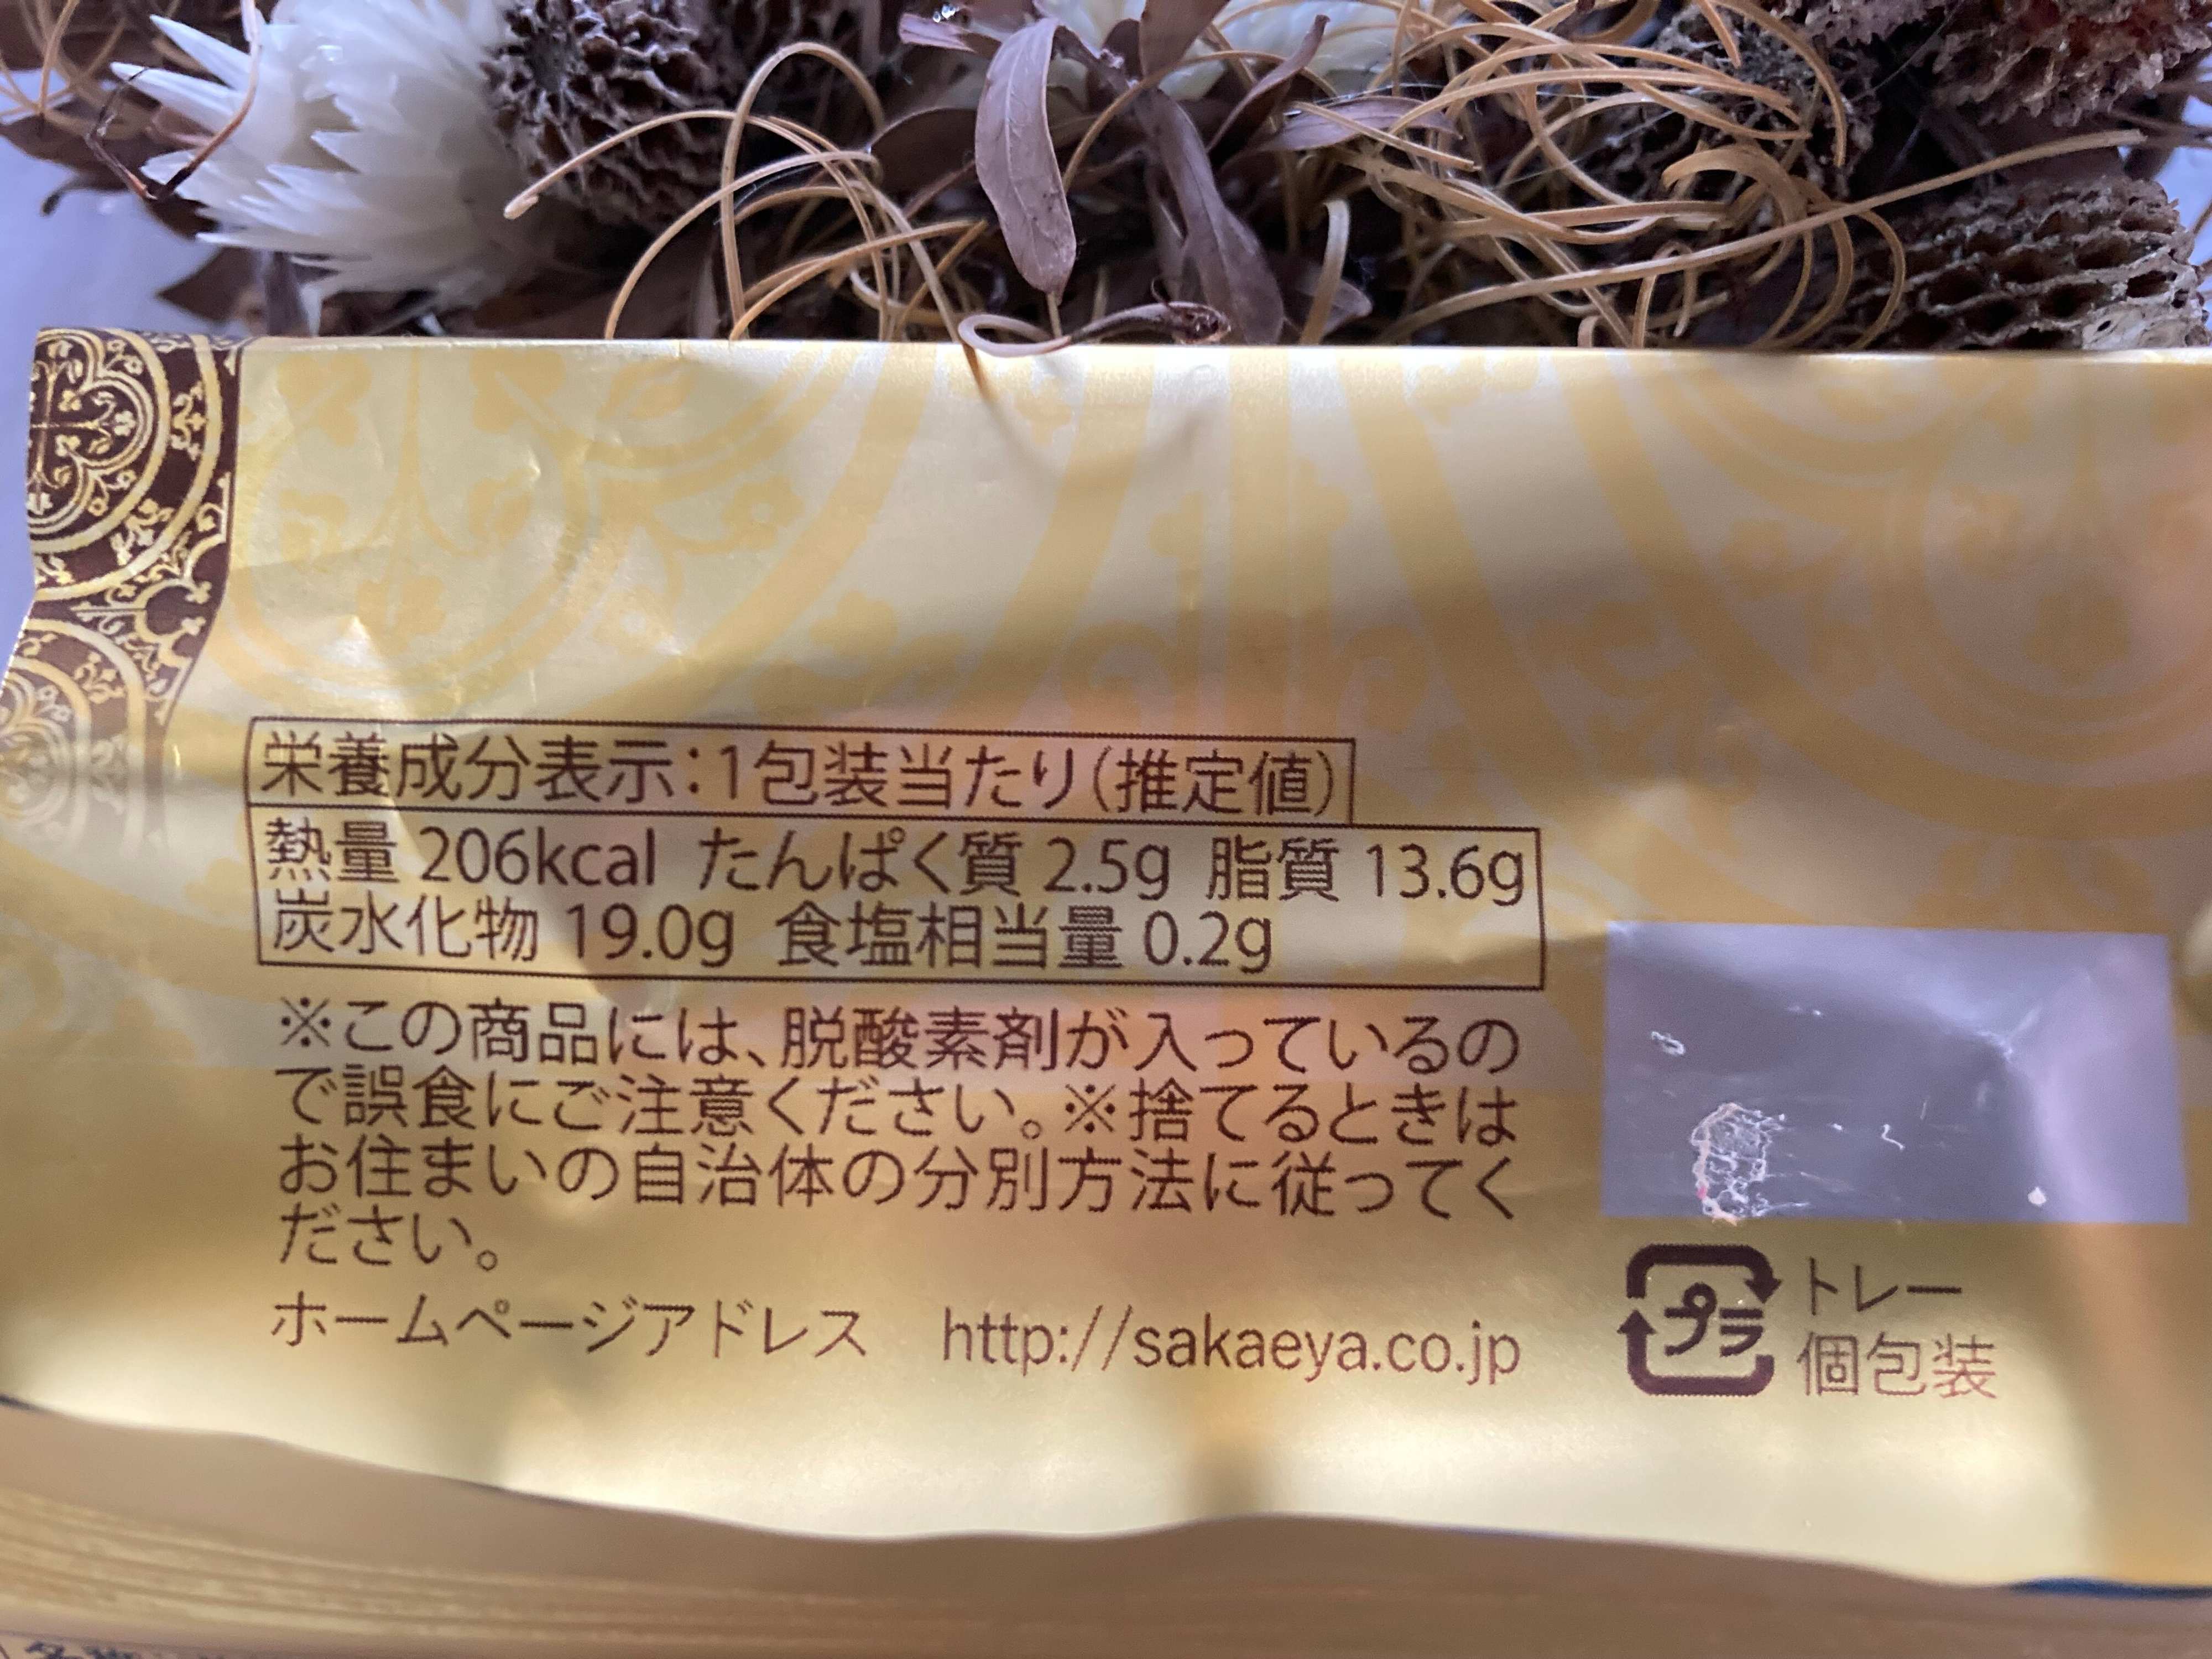 栄養成分表示：1包装当たり（推定値）
熱量 206kcal たんぱく質 2.5g 脂質 13.6g
炭水化物 19.0g 食塩相当量 0.2g
※この商品には、脱酸素剤が入っているの
で誤食にご注意ください。※捨てるときは
お住まいの自治体の分別方法に従ってく
ださい。
ホームページアドレス http://sakaeya.co.jp
プラ
トレー
個包装